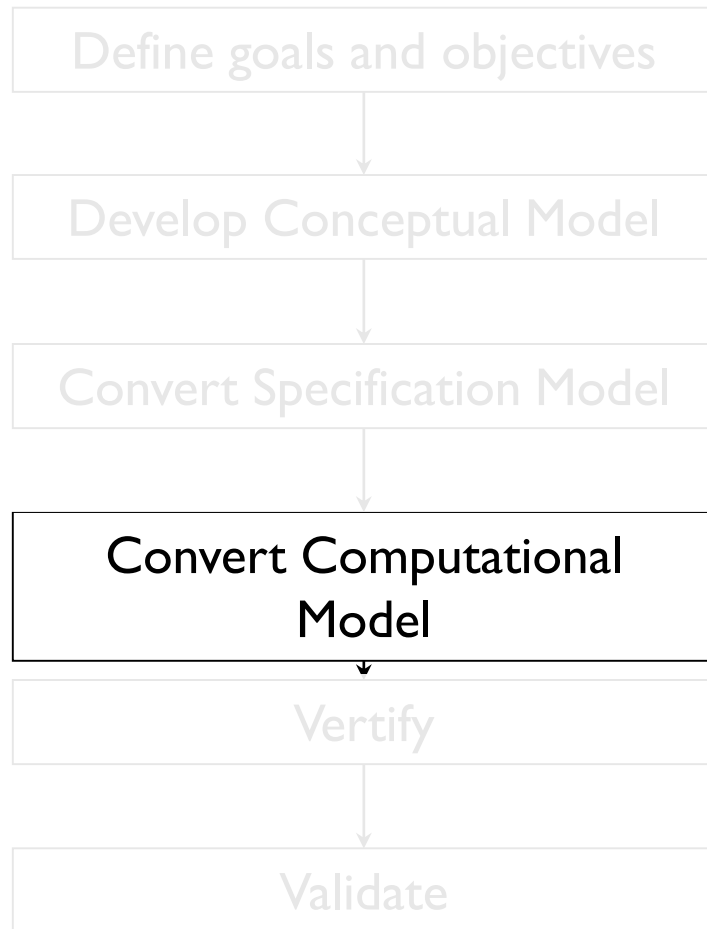 Define goals and objectives
Develop Conceptual Model
Convert Specification Model
Convert Computational
Model
Vertify
Validate